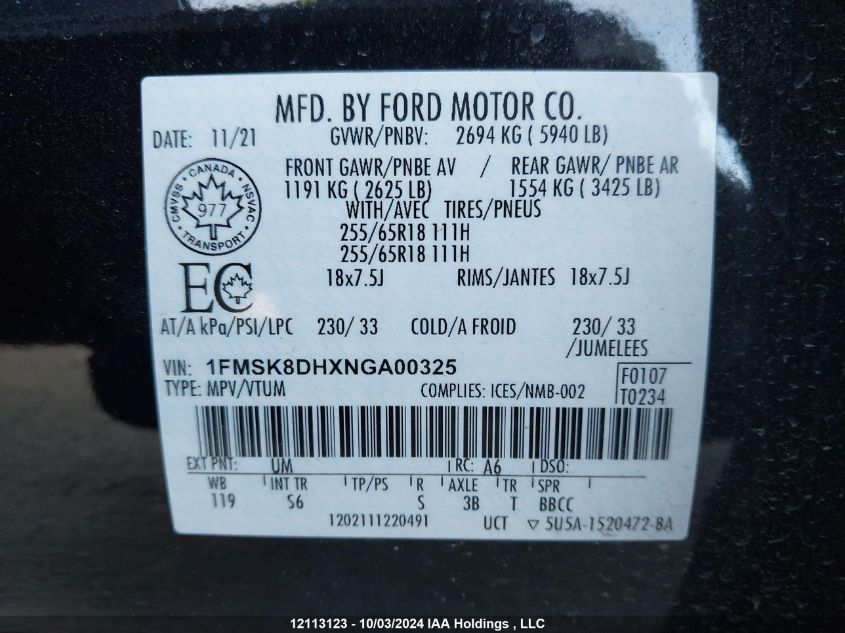 MFD. BY FORD MOTOR CO.
DATE: 11/21 GVWR/PNBV: 2694 KG ( 5940 LB)
FRONT GAWR/PNBE AV / REAR GAWR/ PNBE AR
1191 KG ( 2625 LB) 1554 KG ( 3425 LB)
WITH/AVEC TIRES/PNEUS
255/65R18 111H
255/65R18 111H
18x7.5J RIMS/JANTES 18x7.5J
CMVSS • CANADA • NSVAC
977
TRANSPORT
EC
AT/A kPa/PSI/LPC 230/ 33 COLD/A FROID 230/ 33
/JUMELEES
VIN: 1FMSK8DHXNGA00325
TYPE: MPV/VTUM COMPLIES: ICES/NMB-002
F0107
T0234
EXT PNT: UM RC: A6 DSO:
WB INT TR TP/PS R AXLE TR SPR
119 S6 S 3B T BBCC
1202111220491 UCT ▽ 5U5A-1520472-BA
12113123 - 10/03/2024 IAA Holdings , LLC